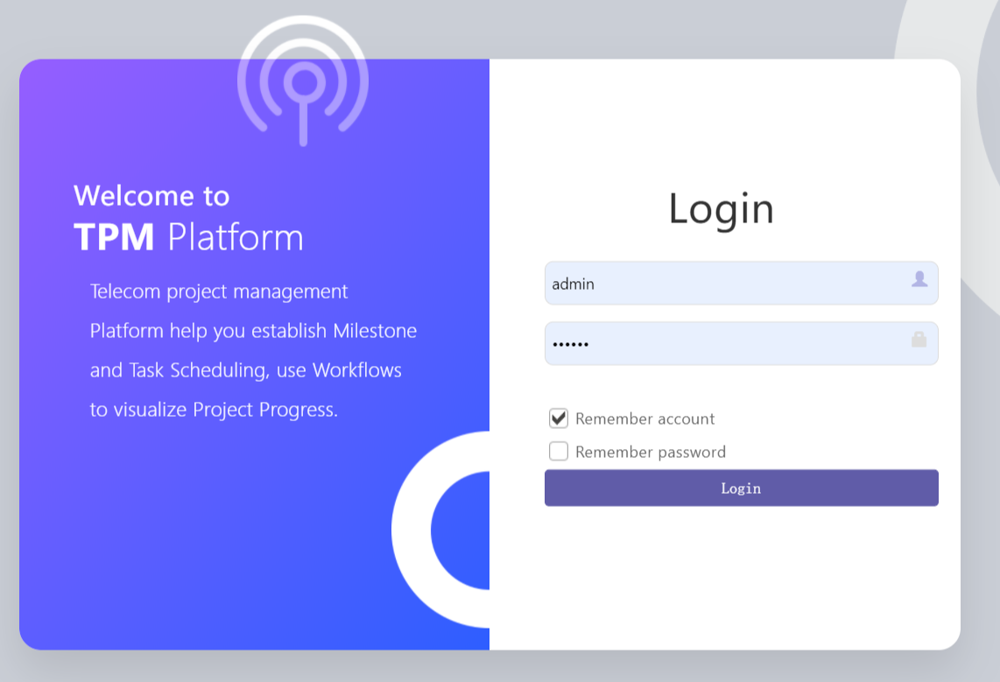 Welcome to
TPM Platform
Telecom project management
Platform help you establish Milestone
and Task Scheduling, use Workflows
to visualize Project Progress.
Login
admin
••••••
Remember account
Remember password
Login